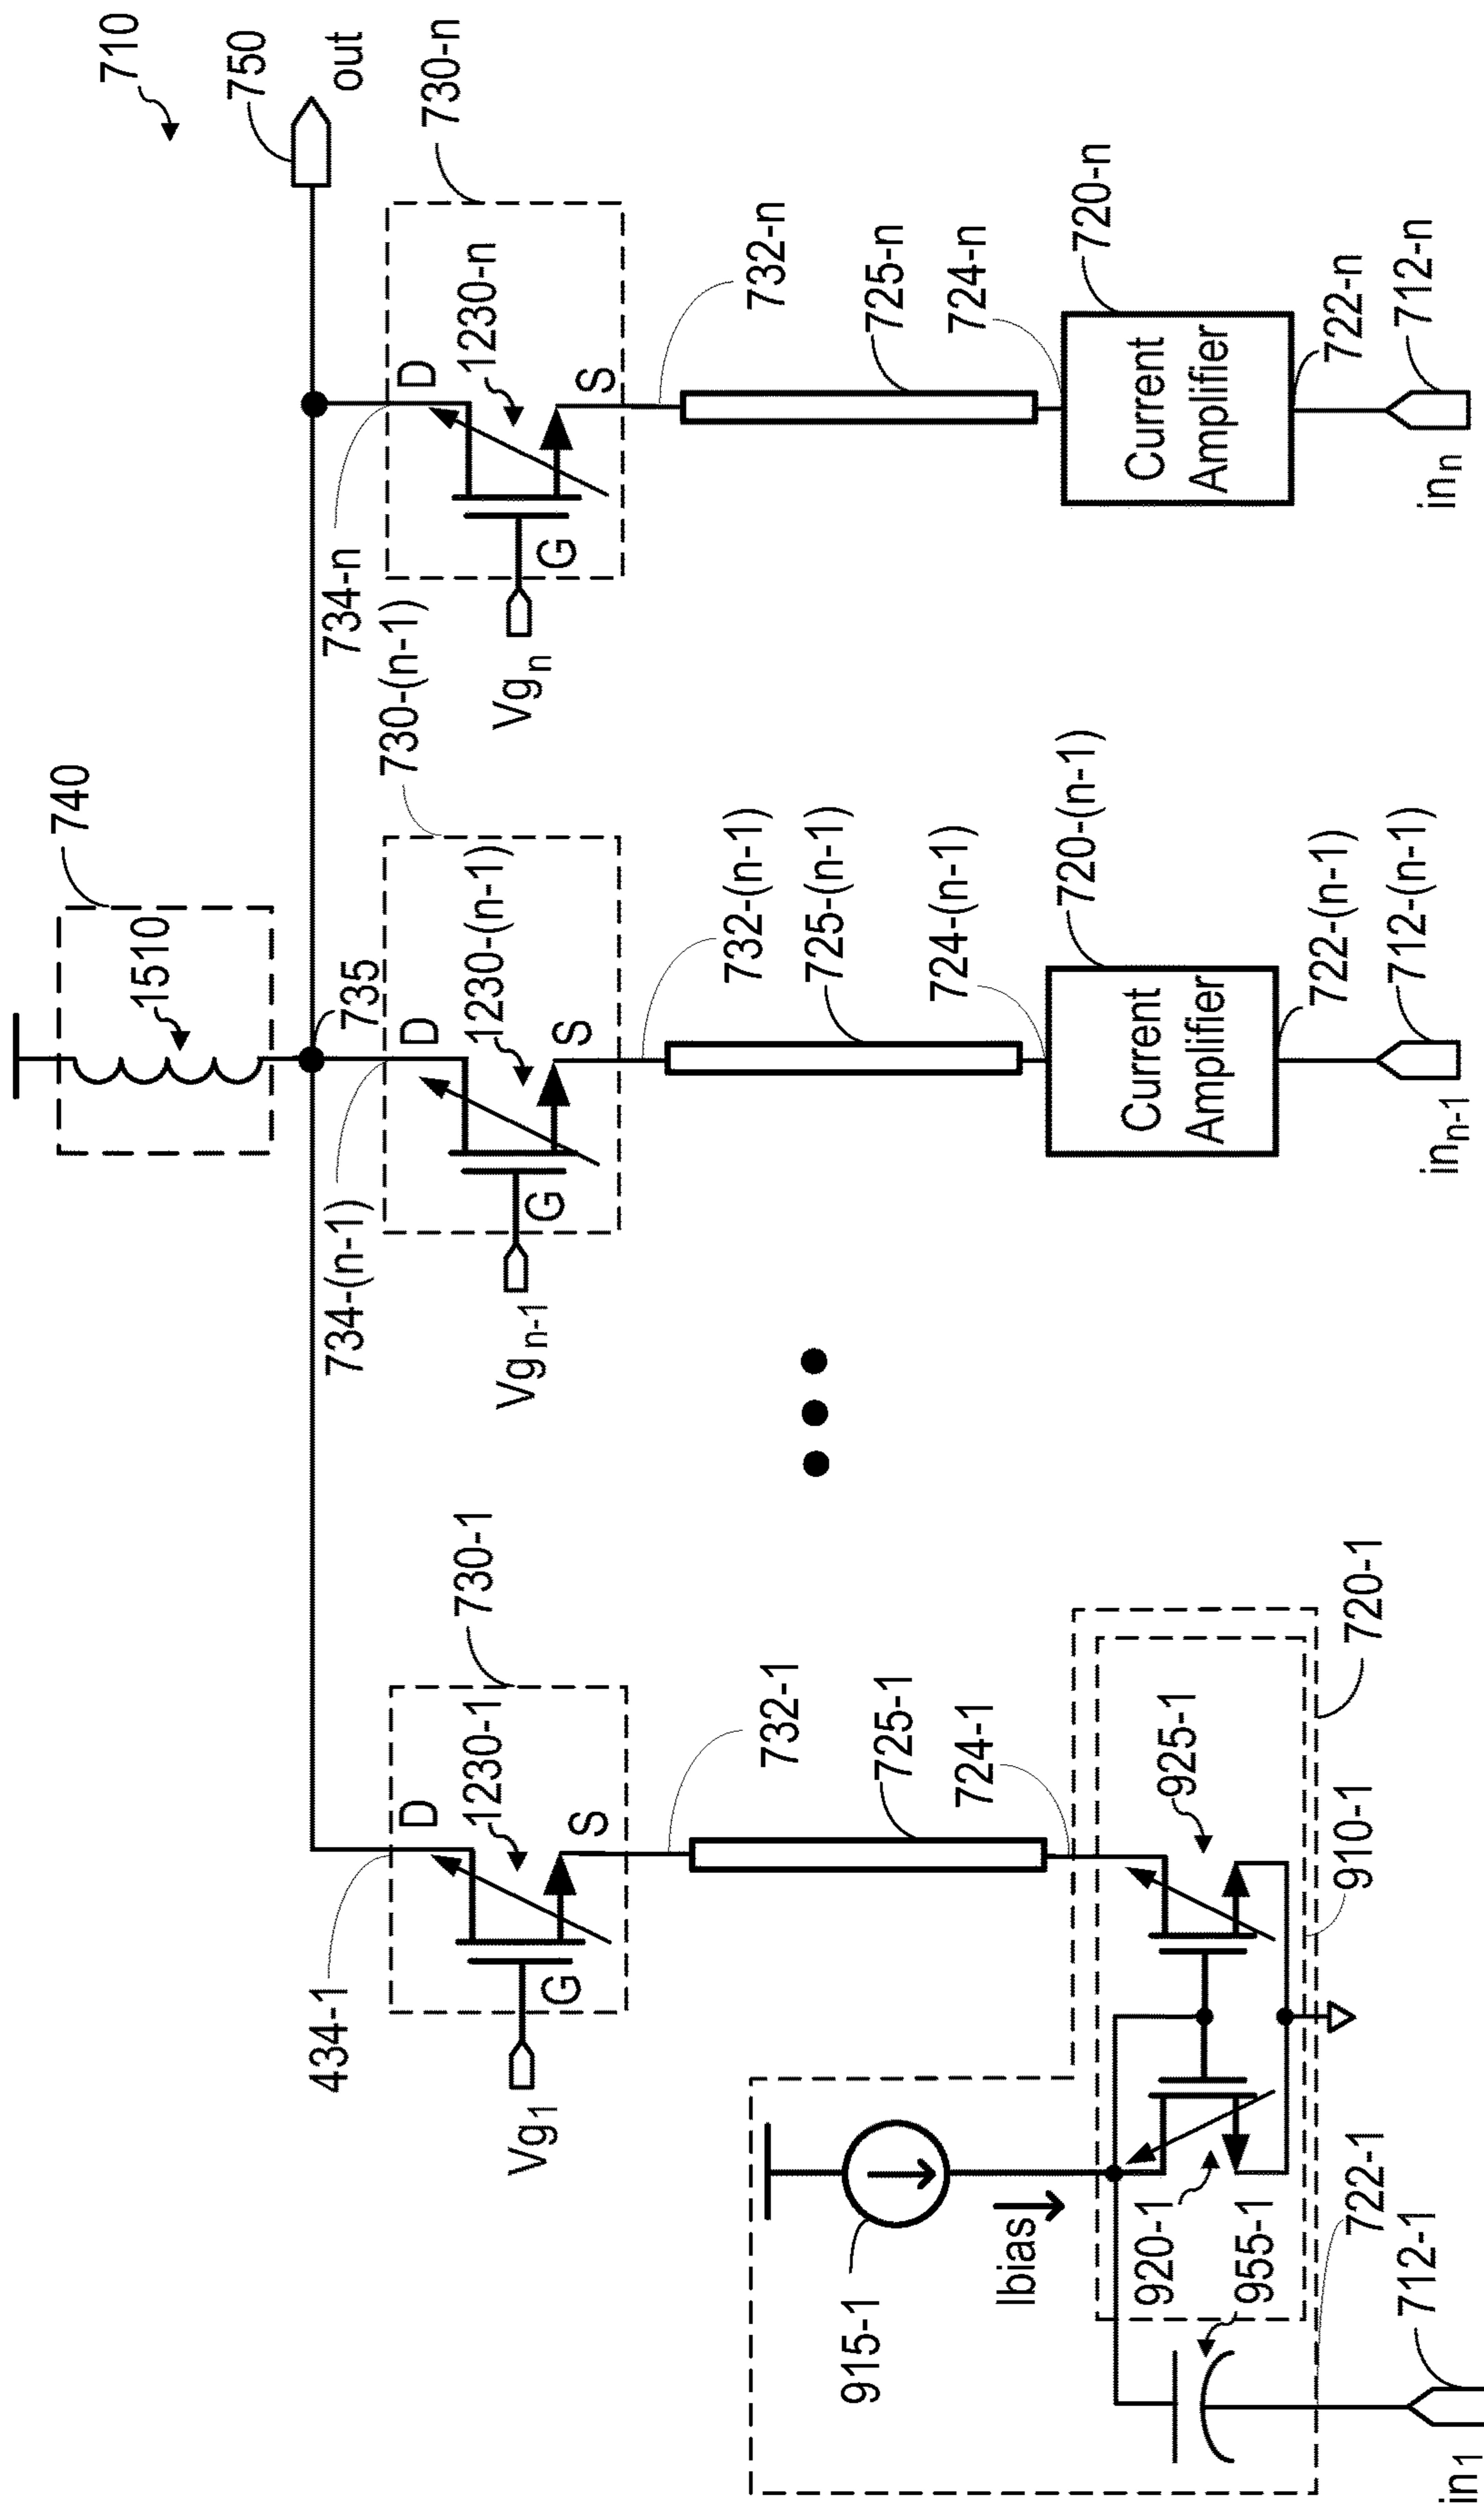 710
750
out
740
1510
735
434-1
D
1230-1
730-1
S
G
Vg1
732-1
725-1
724-1
734-(n-1)
D
1230-(n-1)
730-(n-1)
S
G
Vgn-1
732-(n-1)
725-(n-1)
724-(n-1)
720-(n-1)
Current
Amplifier
722-(n-1)
712-(n-1)
inn-1
734-n
D
1230-n
730-n
S
G
Vgn
732-n
725-n
724-n
720-n
Current
Amplifier
722-n
712-n
inn
915-1
Ibias
920-1
925-1
955-1
910-1
720-1
722-1
712-1
in1